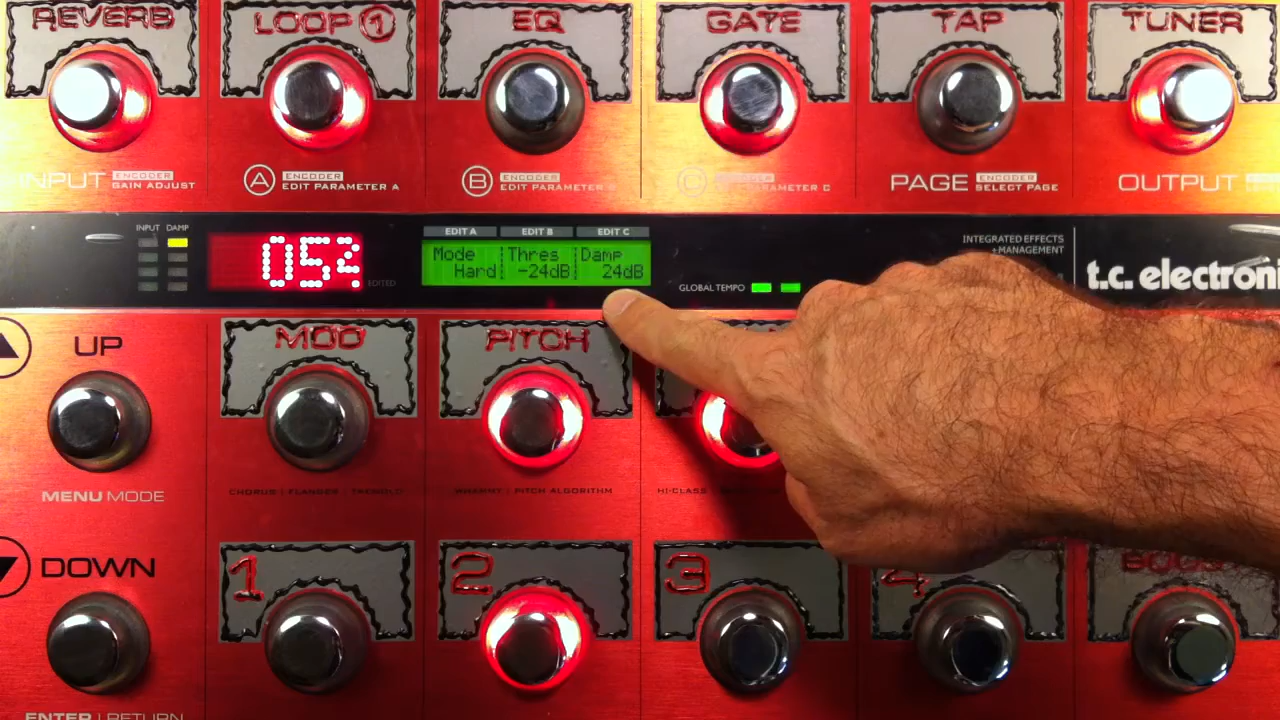 REVERB LOOP 1 EQ GATE TAP TUNER
INPUT ENCODER GAIN ADJUST
A ENCODER EDIT PARAMETER A
B ENCODER EDIT PARAMETER
C PARAMETER C
PAGE ENCODER SELECT PAGE
OUTPUT
INPUT DAMP
052
EDITED
EDIT A EDIT B EDIT C
Mode Thres Damp
Hard -24dB 24dB
GLOBAL TEMPO
INTEGRATED EFFECTS
+MANAGEMENT
t.c. electroni
UP MOD PITCH
MENU MODE
CHORUS | FLANGER | TREMOLO
WHAMMY | PITCH ALGORITHM
HI-CLASS
DOWN 1 2 3 4
ENTER | RETURN